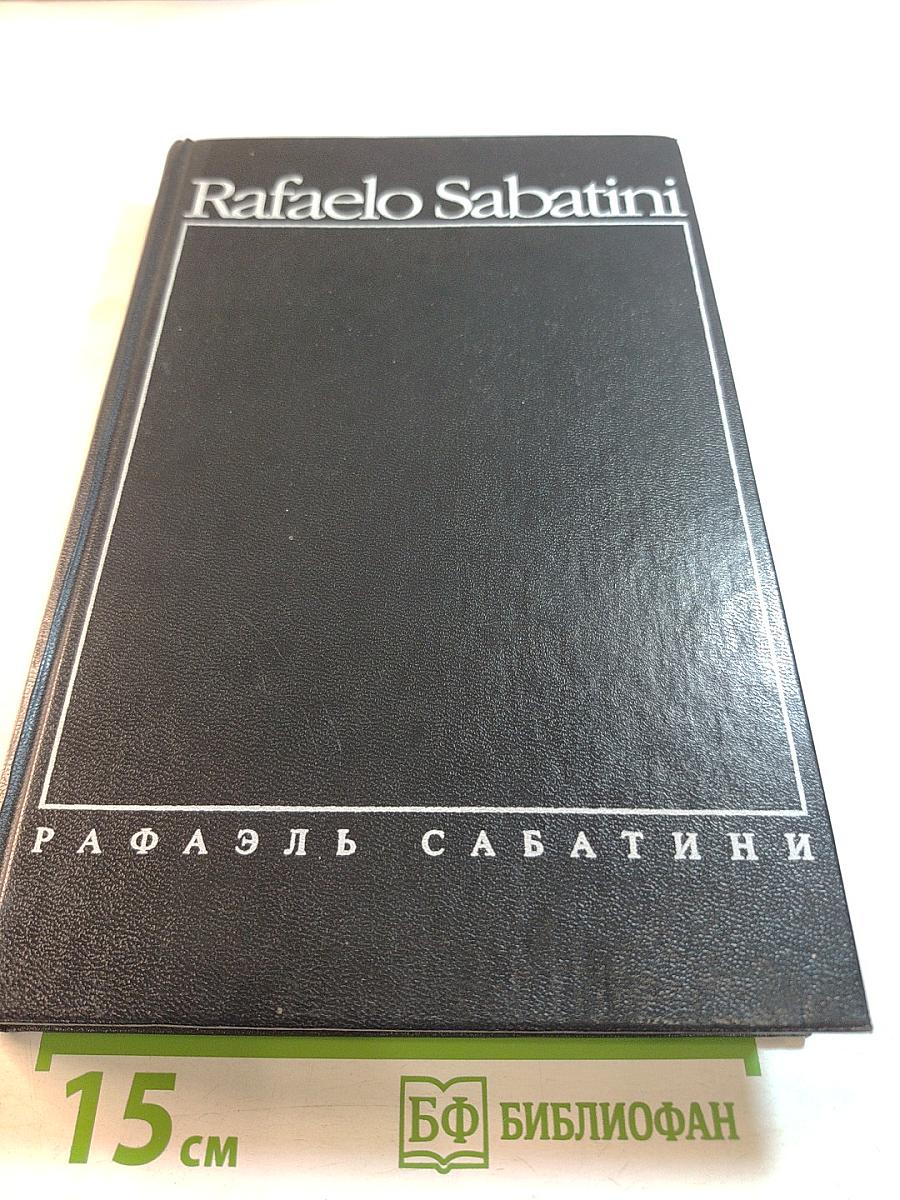 Rafaelo Sabatini
РАФАЭЛЬ САБАТИНИ
15 см
БФ БИБЛИОФАН